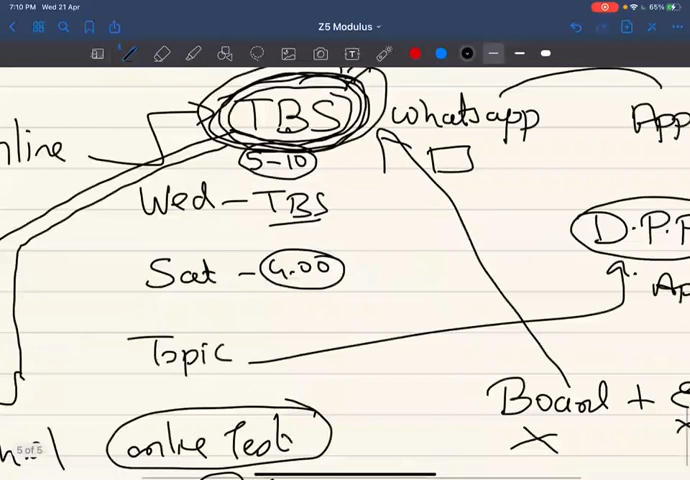 7:10 PM Wed 21 Apr
65%
Z5 Modulus
TBS whatsapp App
nline
5-10
Wed - TBS
D.P.P
Sat - 4.00
Ap
Topic
Board +
online Test
5 of 5